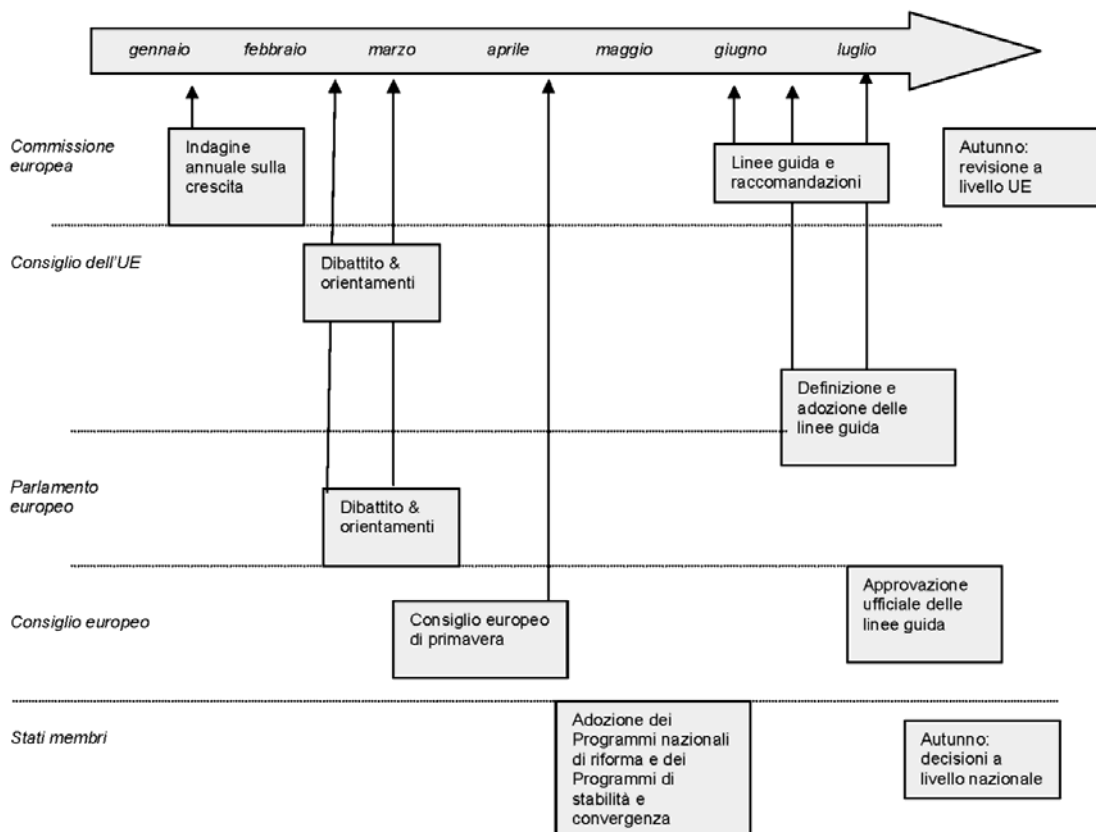 gennaio febbraio marzo aprile maggio giugno luglio
Commissione
europea
Indagine
annuale sulla
crescita
Linee guida e
raccomandazioni
Autunno:
revisione a
livello UE
Consiglio dell'UE
Dibattito &
orientamenti
Definizione e
adozione delle
linee guida
Parlamento
europeo
Dibattito &
orientamenti
Consiglio europeo
Consiglio europeo
di primavera
Approvazione
ufficiale delle
linee guida
Stati membri
Adozione dei
Programmi nazionali
di riforma e dei
Programmi di
stabilità e
convergenza
Autunno:
decisioni a
livello nazionale